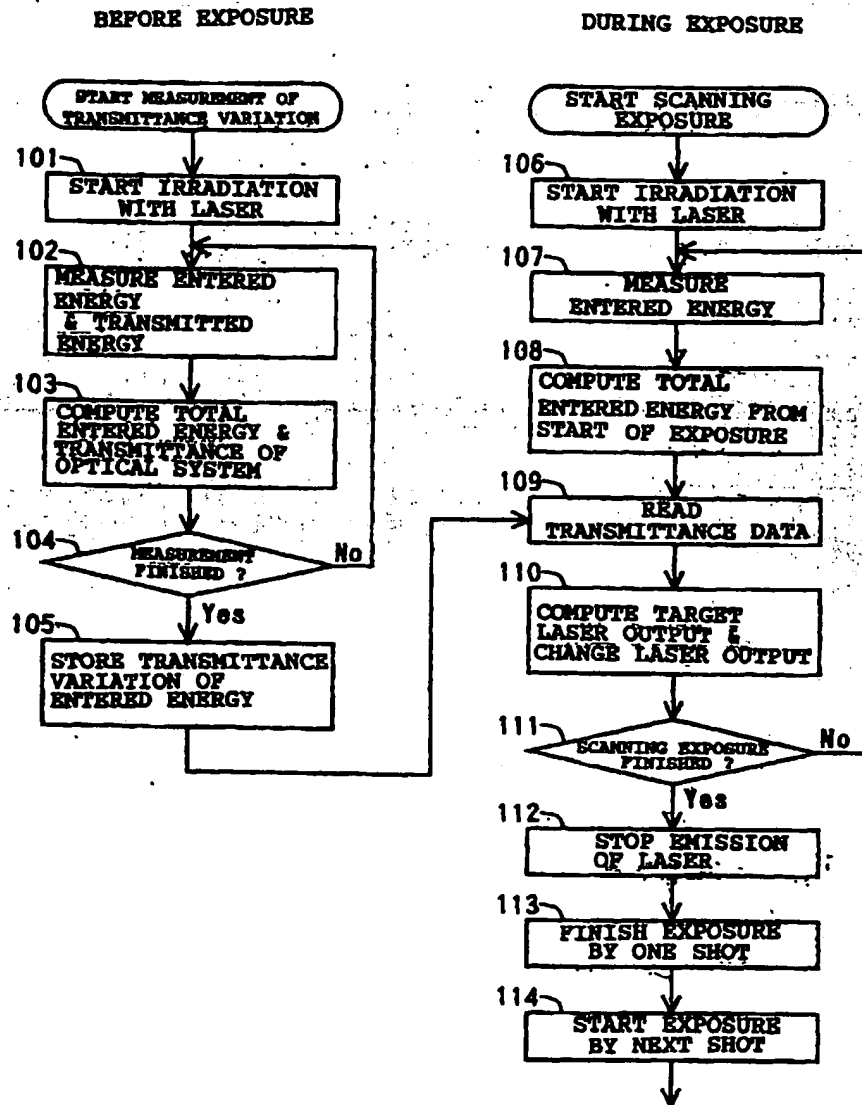 BEFORE EXPOSURE
START MEASUREMENT OF
TRANSMITTANCE VARIATION
101
START IRRADIATION
WITH LASER
102
MEASURE ENTERED
ENERGY
& TRANSMITTED
ENERGY
103
COMPUTE TOTAL
ENTERED ENERGY &
TRANSMITTANCE OF
OPTICAL SYSTEM
104
MEASUREMENT
FINISHED ?
No
Yes
105
STORE TRANSMITTANCE
VARIATION OF
ENTERED ENERGY
DURING EXPOSURE
START SCANNING
EXPOSURE
106
START IRRADIATION
WITH LASER
107
MEASURE
ENTERED ENERGY
108
COMPUTE TOTAL
ENTERED ENERGY FROM
START OF EXPOSURE
109
READ
TRANSMITTANCE DATA
110
COMPUTE TARGET
LASER OUTPUT &
CHANGE LASER OUTPUT
111
SCANNING EXPOSURE
FINISHED ?
No
Yes
112
STOP EMISSION
OF LASER
113
FINISH EXPOSURE
BY ONE SHOT
114
START EXPOSURE
BY NEXT SHOT